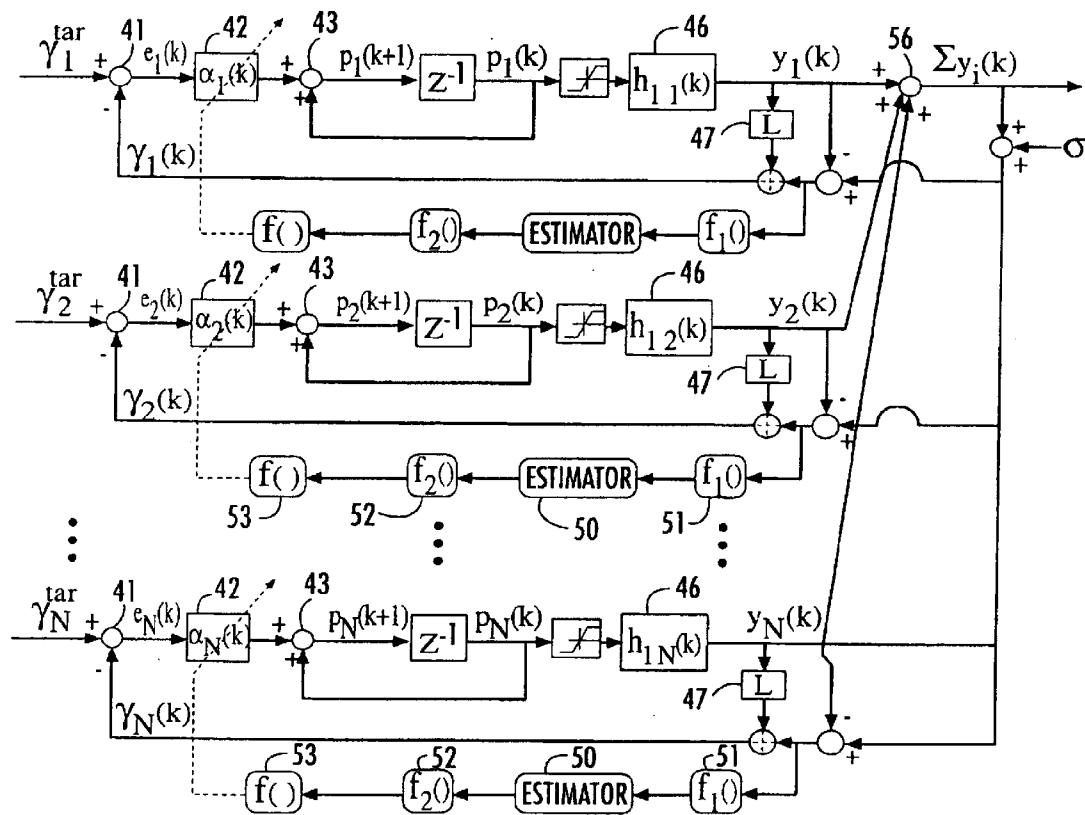 γ₁ᵗᵃʳ + 41 e₁(k) 42 α₁(k) + 43 p₁(k+1) Z⁻¹ p₁(k) 46 h₁₁(k) y₁(k) + 56 Σyᵢ(k)
- + 47 L + + +
γ₁(k) ÷ - + + σ
f() f₂() ESTIMATOR f₁()
γ₂ᵗᵃʳ + 41 e₂(k) 42 α₂(k) + 43 p₂(k+1) Z⁻¹ p₂(k) 46 h₁₂(k) y₂(k)
- + 47 L
γ₂(k) ÷ - +
f() f₂() ESTIMATOR f₁()
53 52 50 51
γNᵗᵃʳ + 41 eN(k) 42 αN(k) + 43 pN(k+1) Z⁻¹ pN(k) 46 h₁N(k) yN(k)
- + 47 L
γN(k) ÷ - +
53 52 50 51
f() f₂() ESTIMATOR f₁()